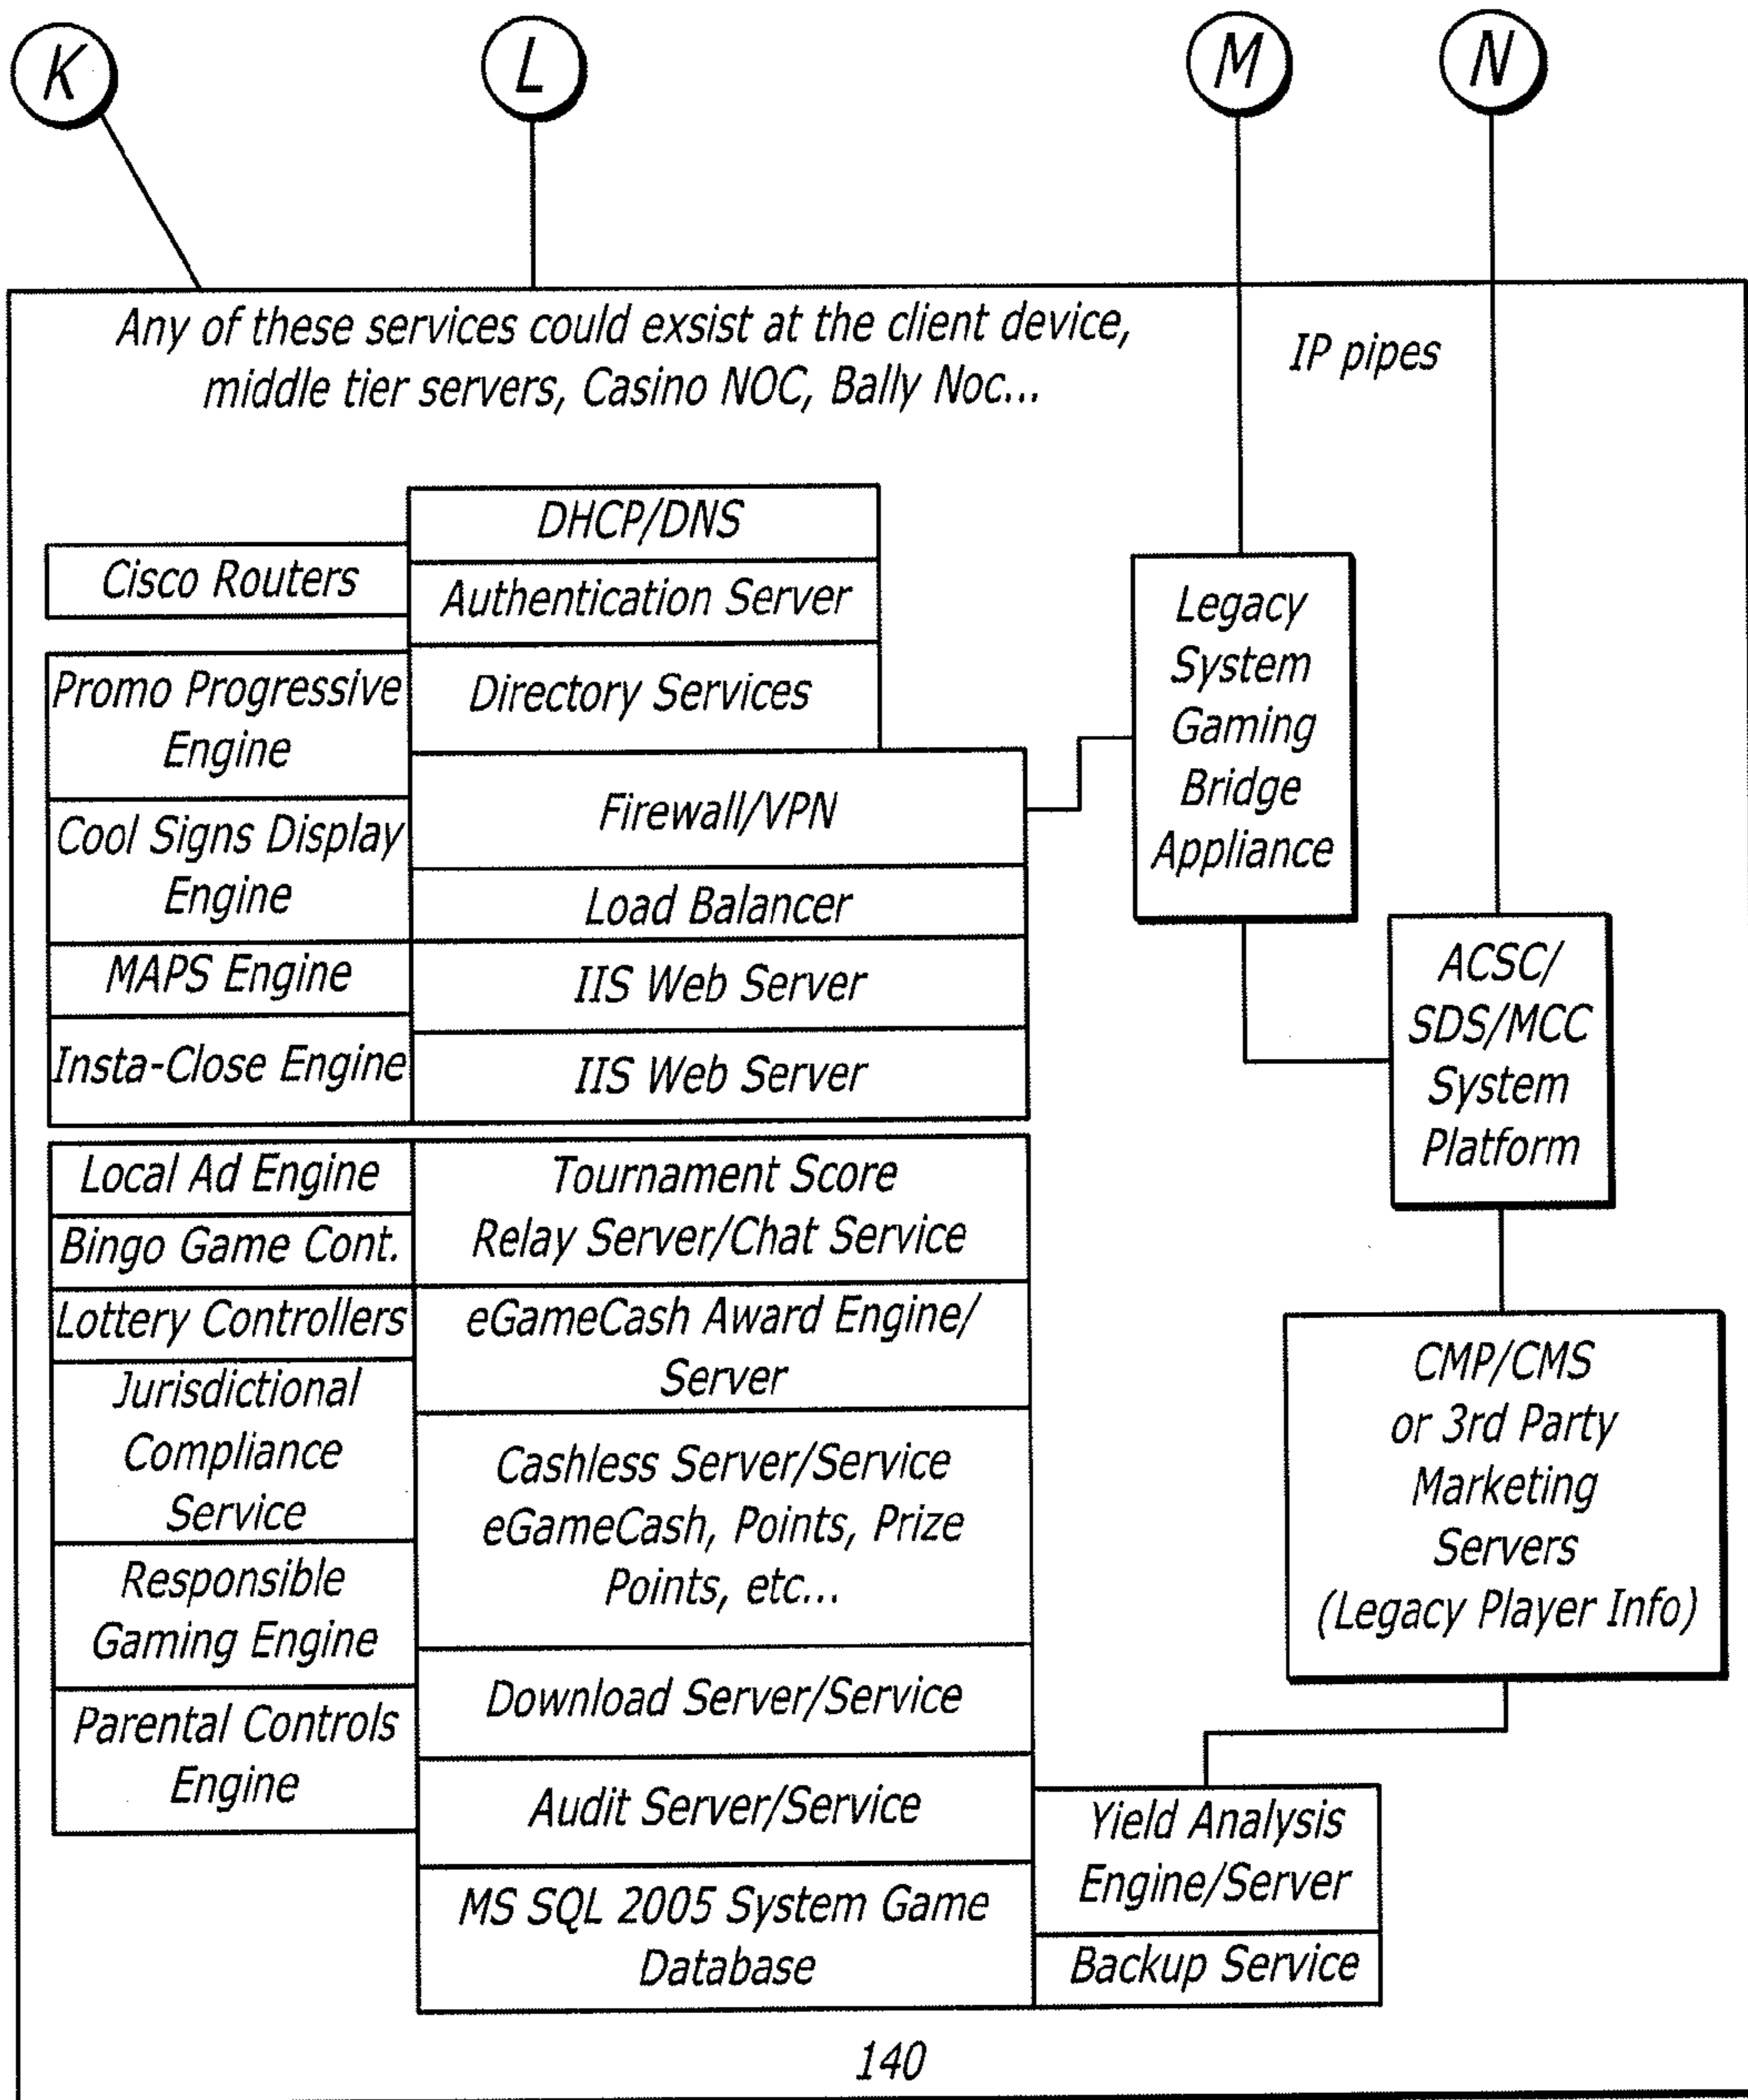 K
L
M
N
Any of these services could exsist at the client device,
middle tier servers, Casino NOC, Bally Noc...
IP pipes
DHCP/DNS
Cisco Routers
Authentication Server
Directory Services
Promo Progressive
Engine
Firewall/VPN
Cool Signs Display
Engine
Load Balancer
MAPS Engine
IIS Web Server
Insta-Close Engine
IIS Web Server
Legacy
System
Gaming
Bridge
Appliance
ACSC/
SDS/MCC
System
Platform
Local Ad Engine
Bingo Game Cont.
Lottery Controllers
Jurisdictional
Compliance
Service
Responsible
Gaming Engine
Parental Controls
Engine
Tournament Score
Relay Server/Chat Service
eGameCash Award Engine/
Server
Cashless Server/Service
eGameCash, Points, Prize
Points, etc...
Download Server/Service
Audit Server/Service
MS SQL 2005 System Game
Database
CMP/CMS
or 3rd Party
Marketing
Servers
(Legacy Player Info)
Yield Analysis
Engine/Server
Backup Service
140